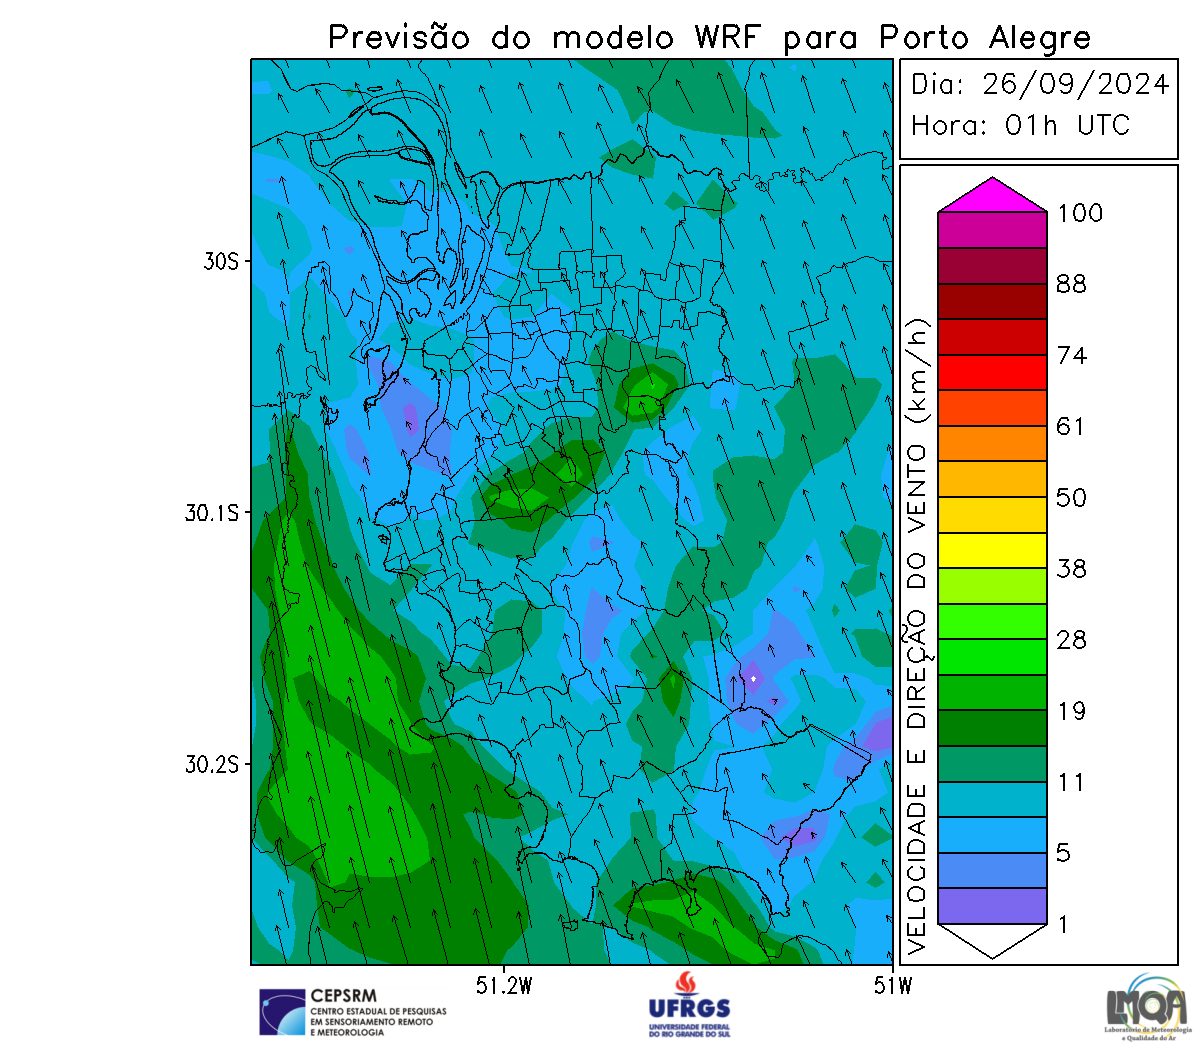 Previsão do modelo WRF para Porto Alegre
Dia: 26/09/2024
Hora: 01h UTC
30S
30.1S
30.2S
51.2W
51W
VELOCIDADE E DIREÇÃO DO VENTO (km/h)
100
88
74
61
50
38
28
19
11
5
1
CEPSRM
CENTRO ESTADUAL DE PESQUISAS
EM SENSORIAMENTO REMOTO
E METEOROLOGIA
UFRGS
UNIVERSIDADE FEDERAL
DO RIO GRANDE DO SUL
LMQA
Laboratório de Meteorologia
e Qualidade do Ar